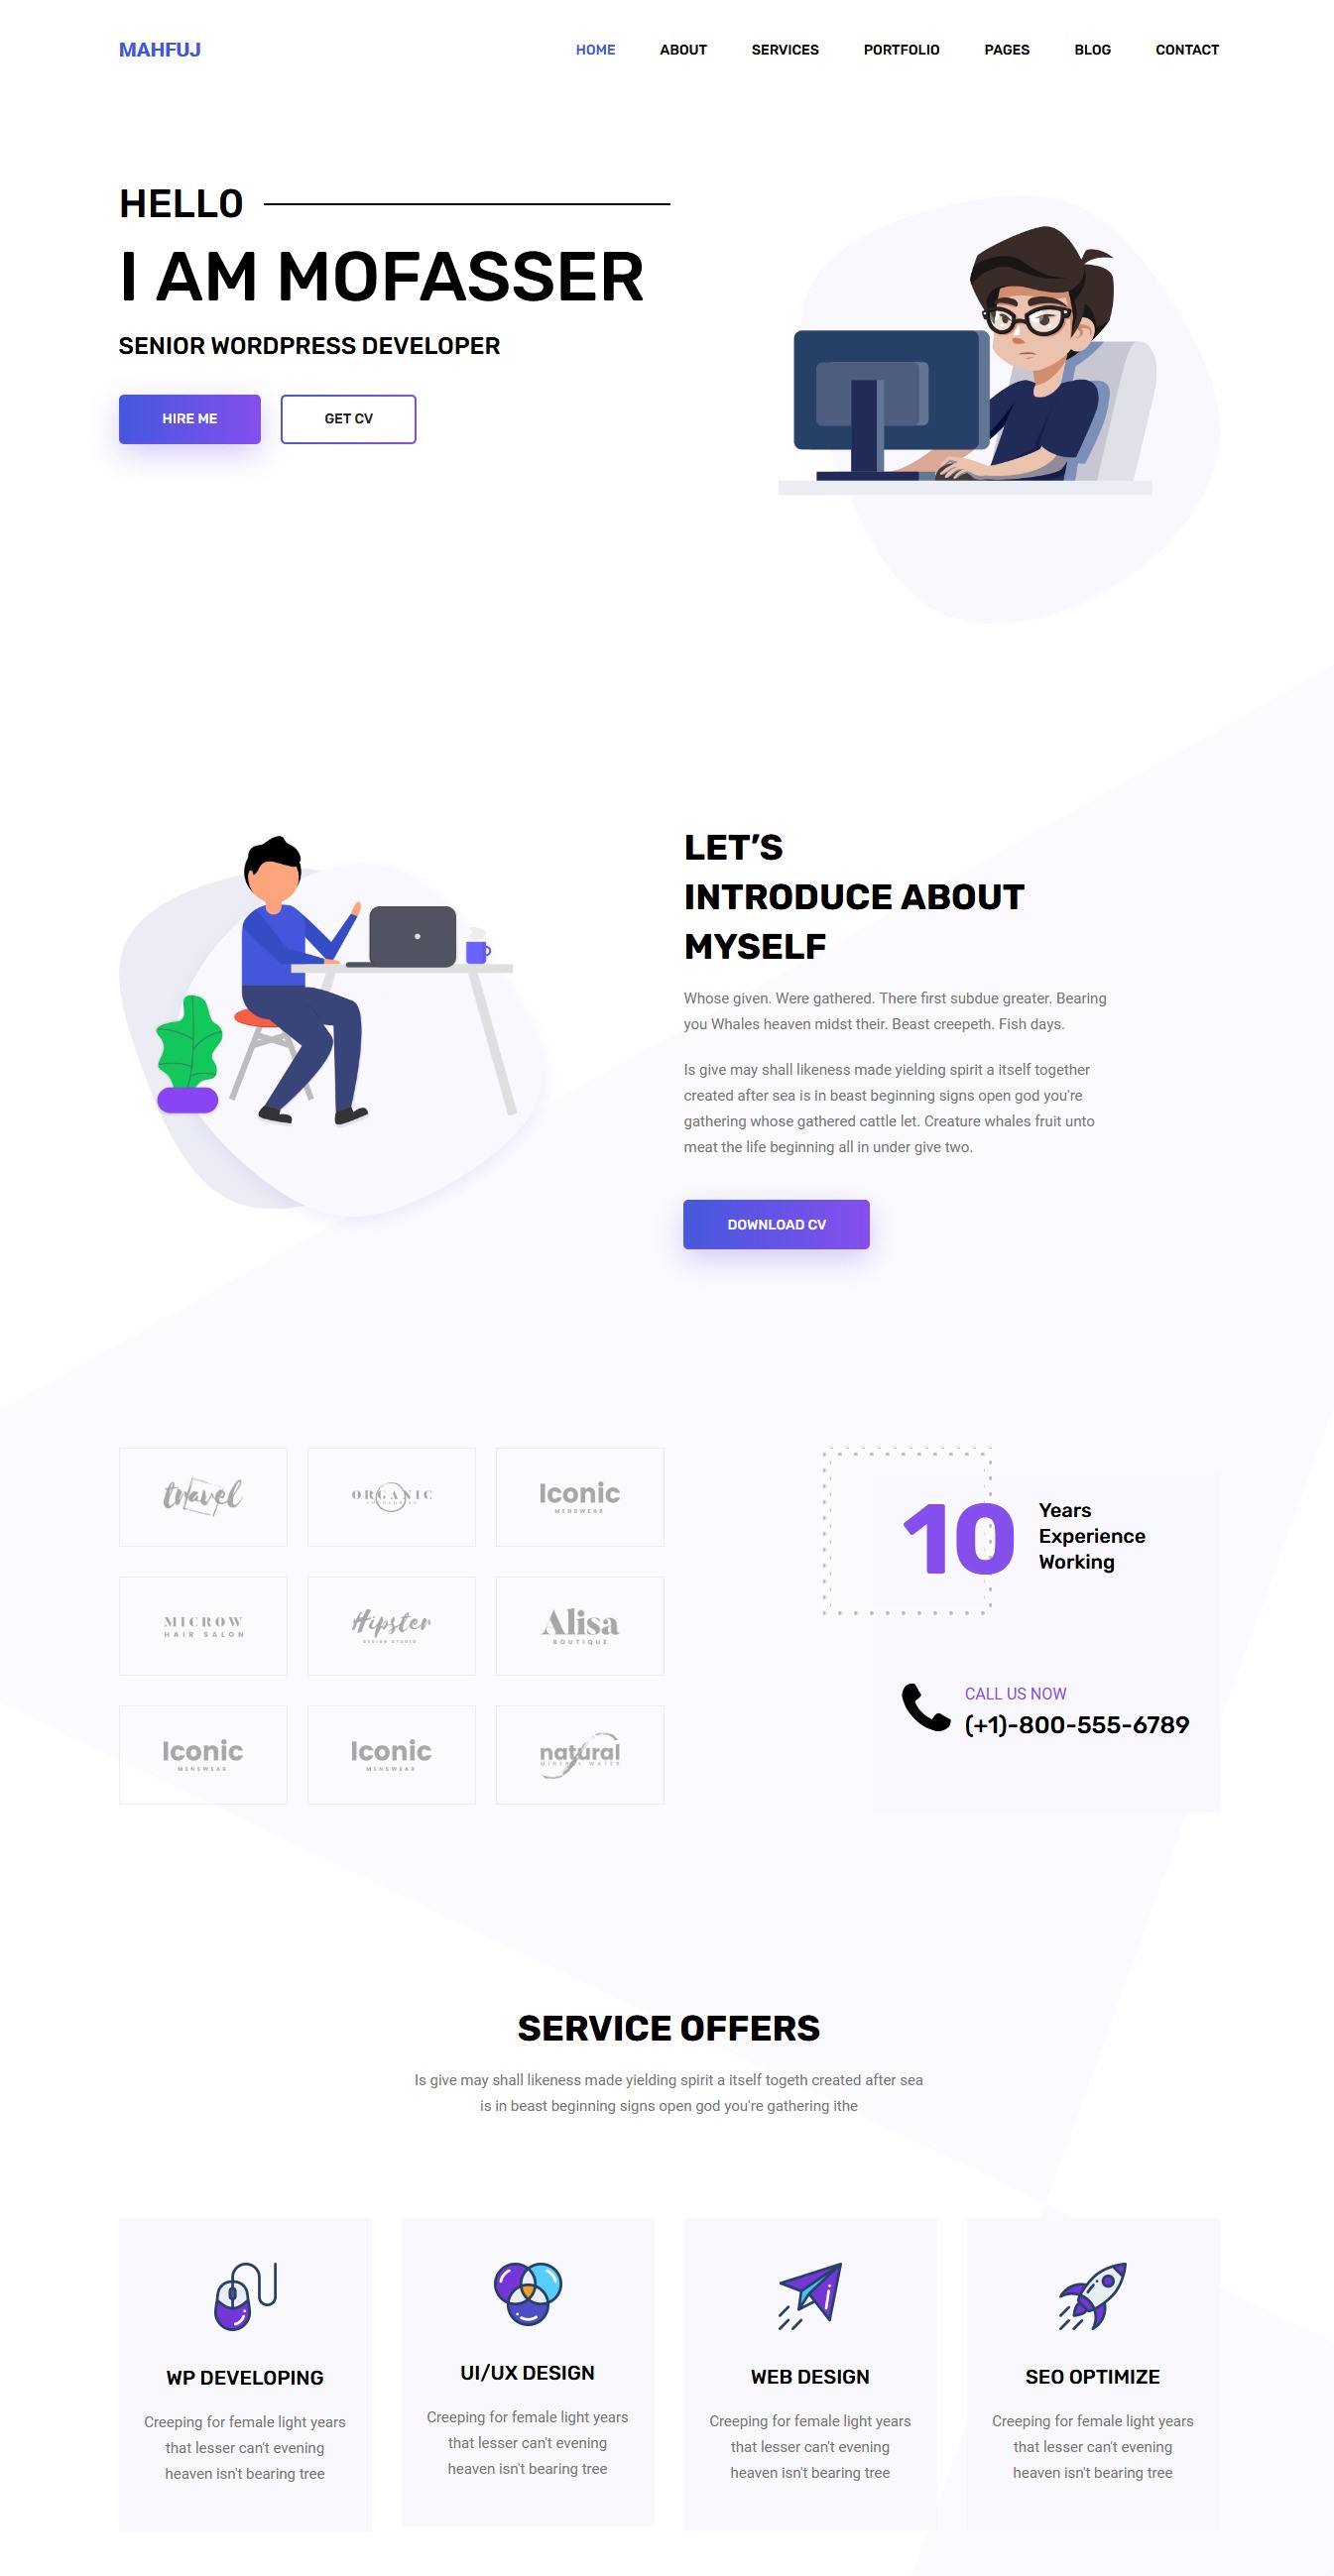 MAHFUJ
HOME ABOUT SERVICES PORTFOLIO PAGES BLOG CONTACT
HELLO
I AM MOFASSER
SENIOR WORDPRESS DEVELOPER
HIRE ME GET CV
LET’S
INTRODUCE ABOUT
MYSELF
Whose given. Were gathered. There first subdue greater. Bearing
you Whales heaven midst their. Beast creepeth. Fish days.
Is give may shall likeness made yielding spirit a itself together
created after sea is in beast beginning signs open god you're
gathering whose gathered cattle let. Creature whales fruit unto
meat the life beginning all in under give two.
DOWNLOAD CV
travel
ORGANIC
Iconic
MENSWEAR
MICROW
HAIR SALON
Hipster
DESIGN STUDIO
Alisa
BOUTIQUE
Iconic
MENSWEAR
Iconic
MENSWEAR
natural
MINERAL WATER
10
Years
Experience
Working
CALL US NOW
(+1)-800-555-6789
SERVICE OFFERS
Is give may shall likeness made yielding spirit a itself togeth created after sea
is in beast beginning signs open god you're gathering ithe
WP DEVELOPING
Creeping for female light years
that lesser can't evening
heaven isn't bearing tree
UI/UX DESIGN
Creeping for female light years
that lesser can't evening
heaven isn't bearing tree
WEB DESIGN
Creeping for female light years
that lesser can't evening
heaven isn't bearing tree
SEO OPTIMIZE
Creeping for female light years
that lesser can't evening
heaven isn't bearing tree